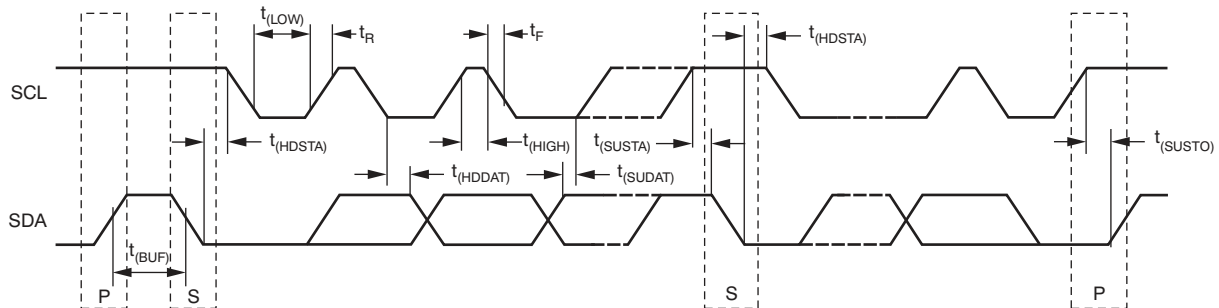 t(LOW)
tR
tF
t(HDSTA)
SCL
t(HDSTA)
t(HIGH)
t(SUSTA)
t(SUSTO)
t(HDDAT)
t(SUDAT)
SDA
t(BUF)
P
S
S
P